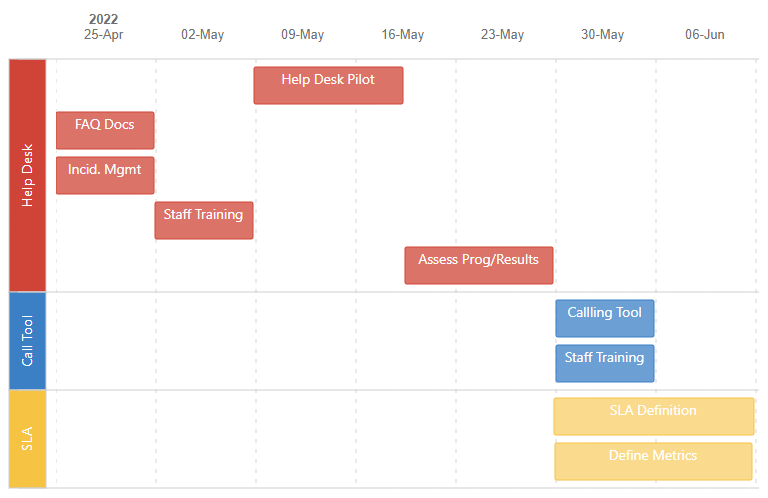 2022
25-Apr 02-May 09-May 16-May 23-May 30-May 06-Jun
Help Desk
Help Desk Pilot
FAQ Docs
Incid. Mgmt
Staff Training
Assess Prog/Results
Call Tool
Callling Tool
Staff Training
SLA
SLA Definition
Define Metrics